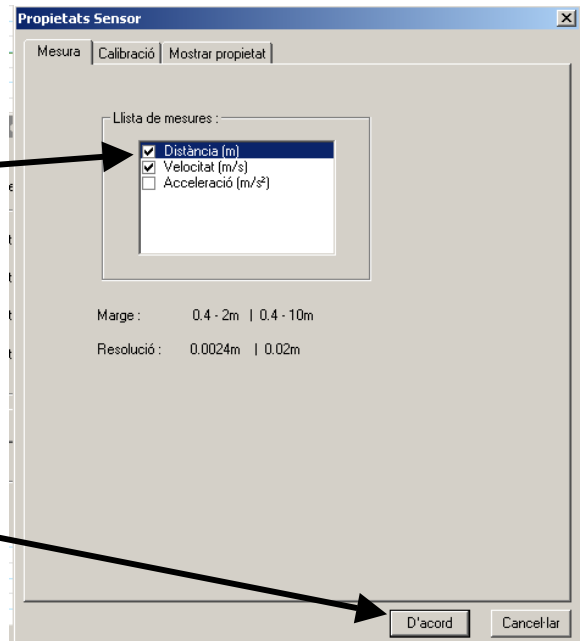 Propietats Sensor
Mesura Calibració Mostrar propietat
Llista de mesures :
Distància (m)
Velocitat (m/s)
Acceleració (m/s²)
Marge : 0.4 - 2m | 0.4 - 10m
Resolució : 0.0024m | 0.02m
D'acord Cancel·lar